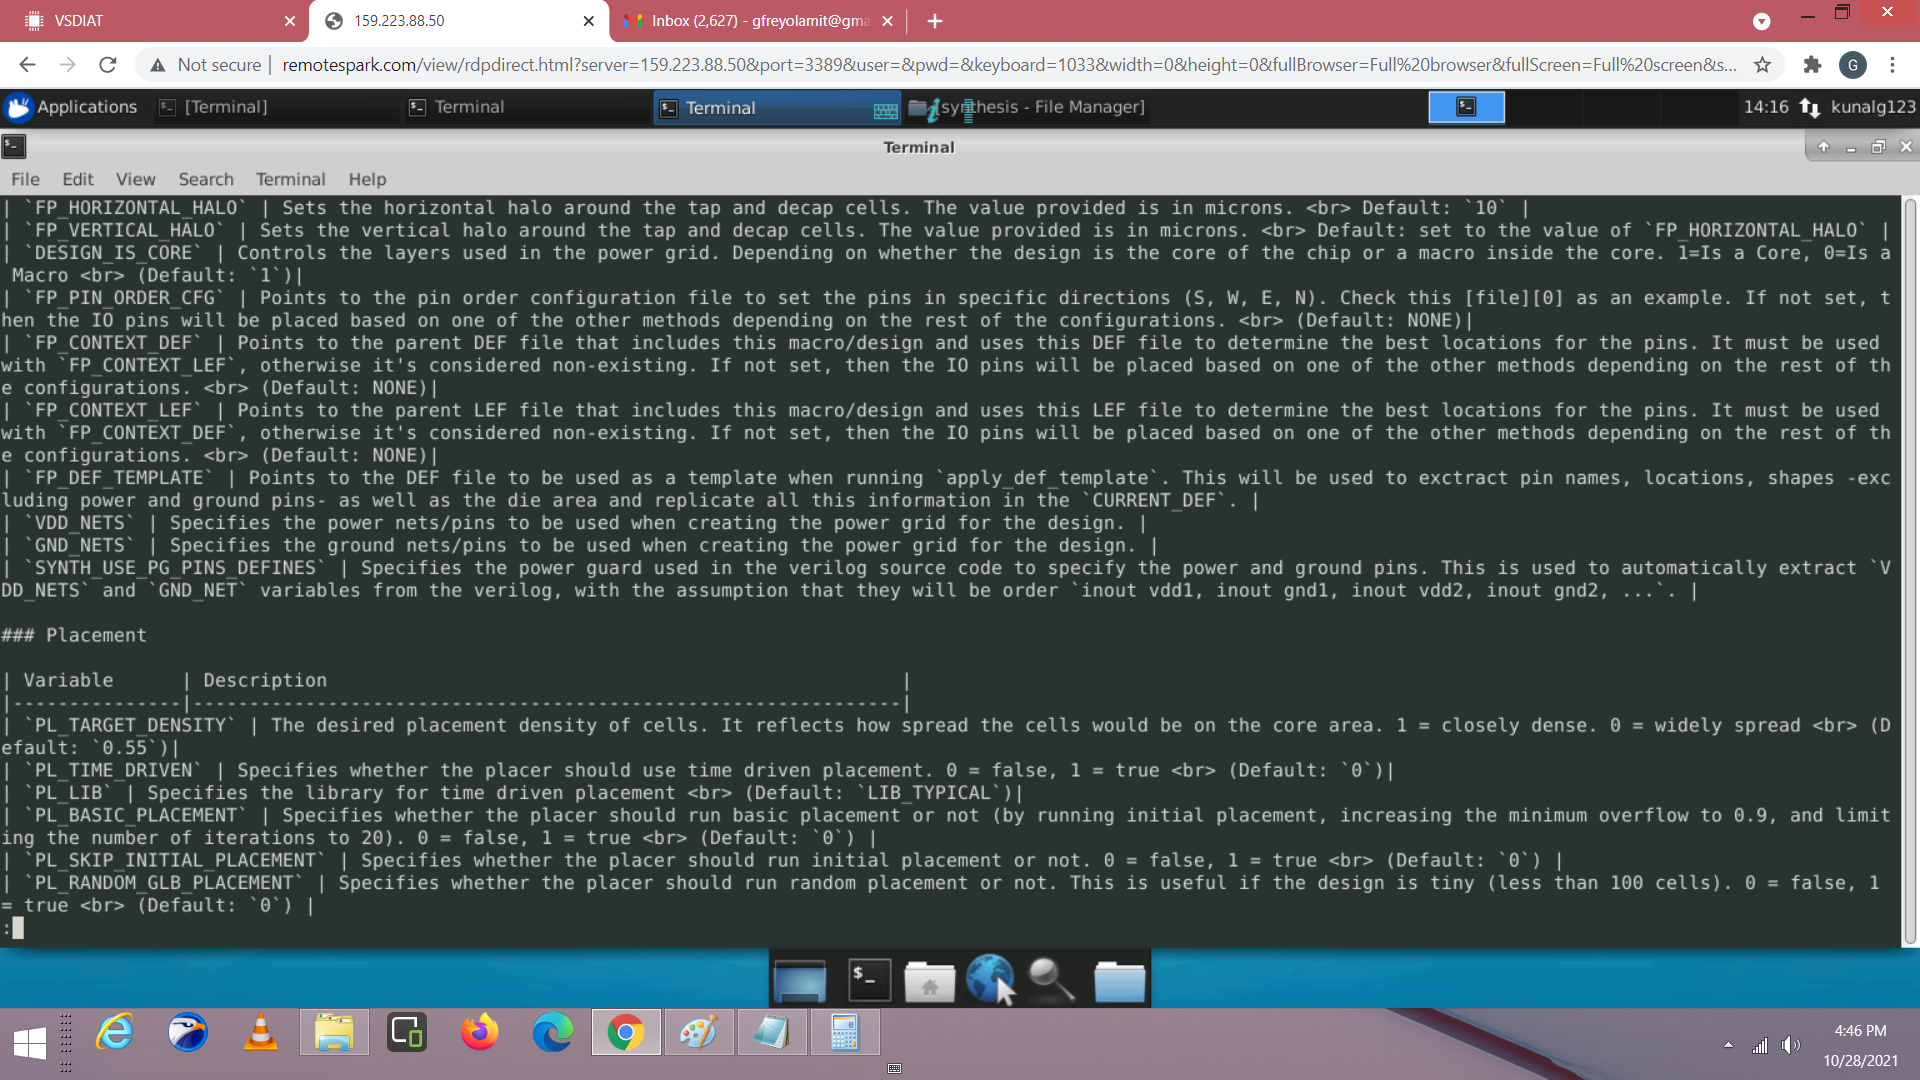 VSDIAT
159.223.88.50
Inbox (2,627) - gfreyolamit@gma
Not secure
remotespark.com/view/rdpdirect.html?server=159.223.88.50&port=3389&user=&pwd=&keyboard=1033&width=0&height=0&fullBrowser=Full%20browser&fullScreen=Full%20screen&s...
G
Applications
[Terminal]
Terminal
Terminal
[synthesis - File Manager]
14:16
kunalg123
Terminal
File Edit View Search Terminal Help
| `FP_HORIZONTAL_HALO` | Sets the horizontal halo around the tap and decap cells. The value provided is in microns. <br> Default: `10` |
| `FP_VERTICAL_HALO` | Sets the vertical halo around the tap and decap cells. The value provided is in microns. <br> Default: set to the value of `FP_HORIZONTAL_HALO` |
| `DESIGN_IS_CORE` | Controls the layers used in the power grid. Depending on whether the design is the core of the chip or a macro inside the core. 1=Is a Core, 0=Is a
 Macro <br> (Default: `1`)|
| `FP_PIN_ORDER_CFG` | Points to the pin order configuration file to set the pins in specific directions (S, W, E, N). Check this [file][0] as an example. If not set, t
hen the IO pins will be placed based on one of the other methods depending on the rest of the configurations. <br> (Default: NONE)|
| `FP_CONTEXT_DEF` | Points to the parent DEF file that includes this macro/design and uses this DEF file to determine the best locations for the pins. It must be used
with `FP_CONTEXT_LEF`, otherwise it's considered non-existing. If not set, then the IO pins will be placed based on one of the other methods depending on the rest of th
e configurations. <br> (Default: NONE)|
| `FP_CONTEXT_LEF` | Points to the parent LEF file that includes this macro/design and uses this LEF file to determine the best locations for the pins. It must be used
with `FP_CONTEXT_DEF`, otherwise it's considered non-existing. If not set, then the IO pins will be placed based on one of the other methods depending on the rest of th
e configurations. <br> (Default: NONE)|
| `FP_DEF_TEMPLATE` | Points to the DEF file to be used as a template when running `apply_def_template`. This will be used to exctract pin names, locations, shapes -exc
luding power and ground pins- as well as the die area and replicate all this information in the `CURRENT_DEF`. |
| `VDD_NETS` | Specifies the power nets/pins to be used when creating the power grid for the design. |
| `GND_NETS` | Specifies the ground nets/pins to be used when creating the power grid for the design. |
| `SYNTH_USE_PG_PINS_DEFINES` | Specifies the power guard used in the verilog source code to specify the power and ground pins. This is used to automatically extract `V
DD_NETS` and `GND_NET` variables from the verilog, with the assumption that they will be order `inout vdd1, inout gnd1, inout vdd2, inout gnd2, ...`. |
### Placement
| Variable      | Description                                                   |
|---------------|---------------------------------------------------------------|
| `PL_TARGET_DENSITY` | The desired placement density of cells. It reflects how spread the cells would be on the core area. 1 = closely dense. 0 = widely spread <br> (D
efault: `0.55`)|
| `PL_TIME_DRIVEN` | Specifies whether the placer should use time driven placement. 0 = false, 1 = true <br> (Default: `0`)|
| `PL_LIB` | Specifies the library for time driven placement <br> (Default: `LIB_TYPICAL`)|
| `PL_BASIC_PLACEMENT` | Specifies whether the placer should run basic placement or not (by running initial placement, increasing the minimum overflow to 0.9, and limit
ing the number of iterations to 20). 0 = false, 1 = true <br> (Default: `0`) |
| `PL_SKIP_INITIAL_PLACEMENT` | Specifies whether the placer should run initial placement or not. 0 = false, 1 = true <br> (Default: `0`) |
| `PL_RANDOM_GLB_PLACEMENT` | Specifies whether the placer should run random placement or not. This is useful if the design is tiny (less than 100 cells). 0 = false, 1
= true <br> (Default: `0`) |
:
4:46 PM
10/28/2021